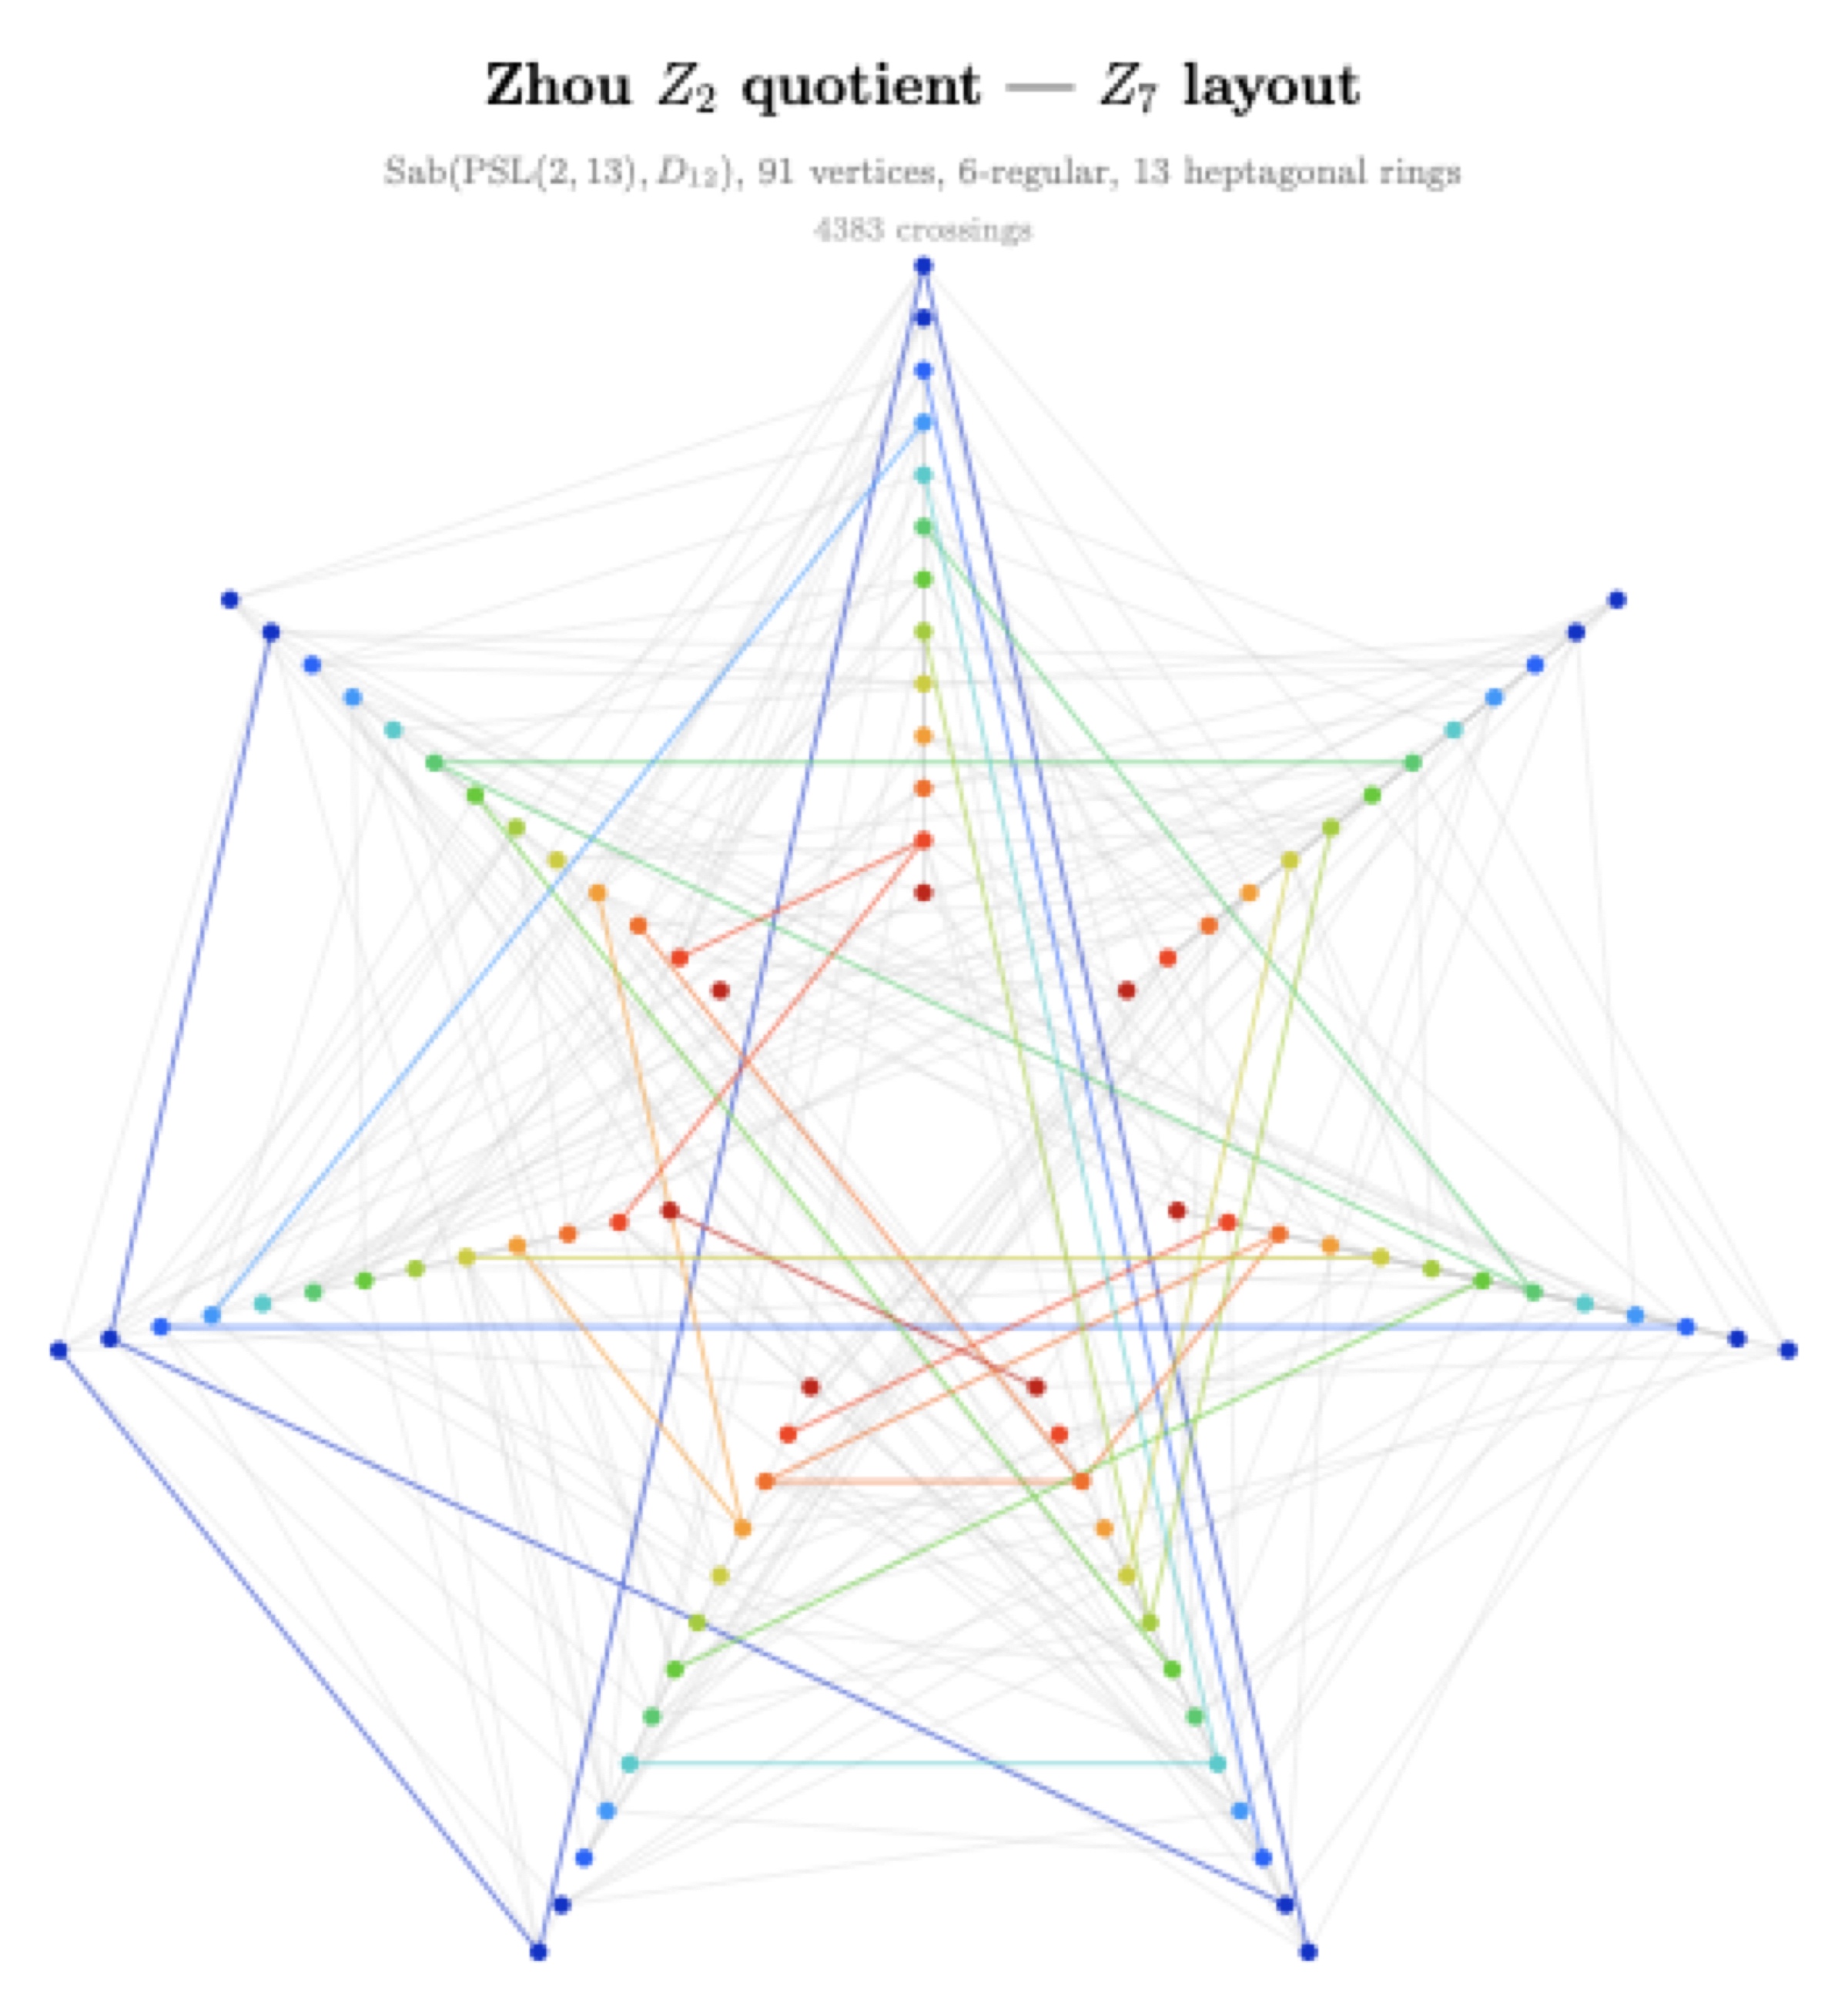 Zhou Z₂ quotient — Z₇ layout
Sab(PSL(2, 13), D₁₂), 91 vertices, 6-regular, 13 heptagonal rings
4383 crossings